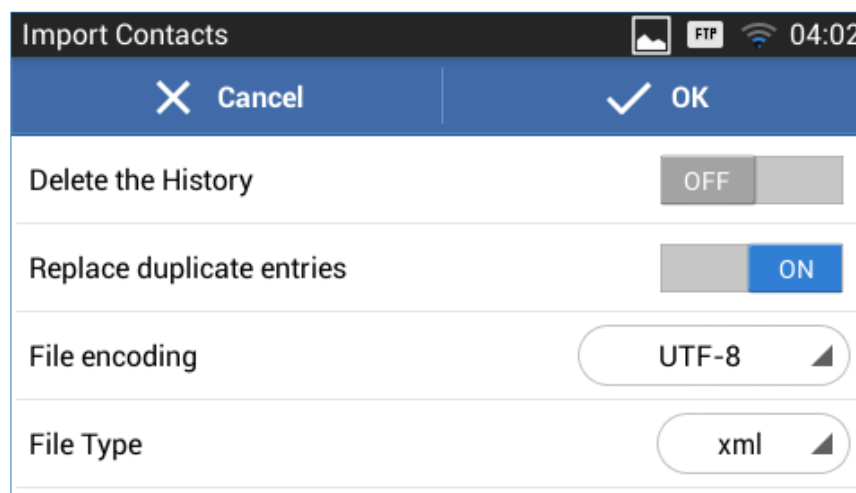 Import Contacts FTP 04:02
Cancel OK
Delete the History OFF
Replace duplicate entries ON
File encoding UTF-8
File Type xml